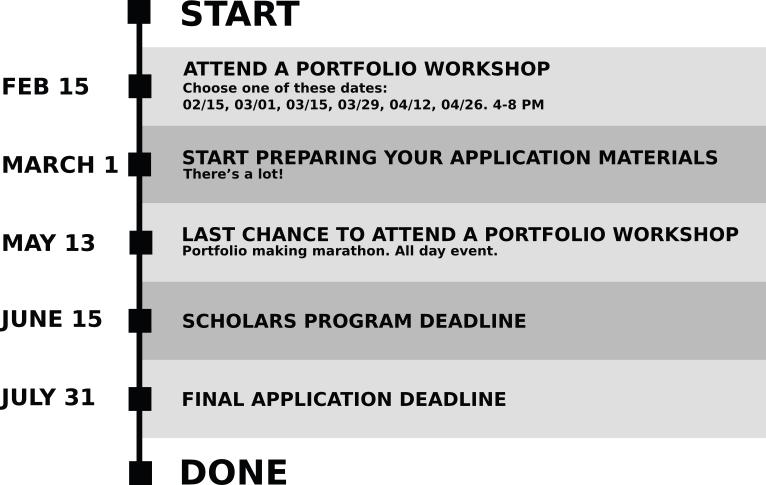 START
FEB 15
ATTEND A PORTFOLIO WORKSHOP
Choose one of these dates:
02/15, 03/01, 03/15, 03/29, 04/12, 04/26. 4-8 PM
MARCH 1
START PREPARING YOUR APPLICATION MATERIALS
There’s a lot!
MAY 13
LAST CHANCE TO ATTEND A PORTFOLIO WORKSHOP
Portfolio making marathon. All day event.
JUNE 15
SCHOLARS PROGRAM DEADLINE
JULY 31
FINAL APPLICATION DEADLINE
DONE